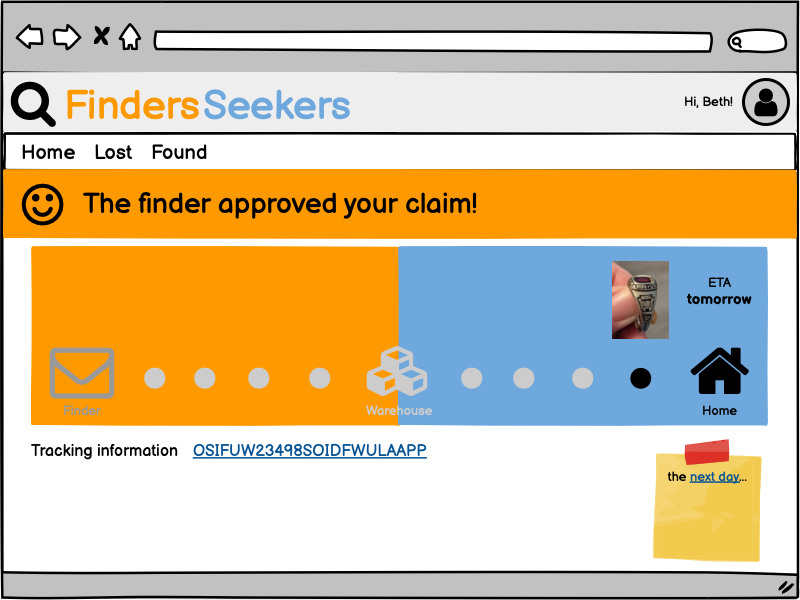 FindersSeekers
Hi, Beth!
Home Lost Found
The finder approved your claim!
ETA
tomorrow
Finder
Warehouse
Home
Tracking information OSIFUW23498SOIDFWULAAPP
the next day...